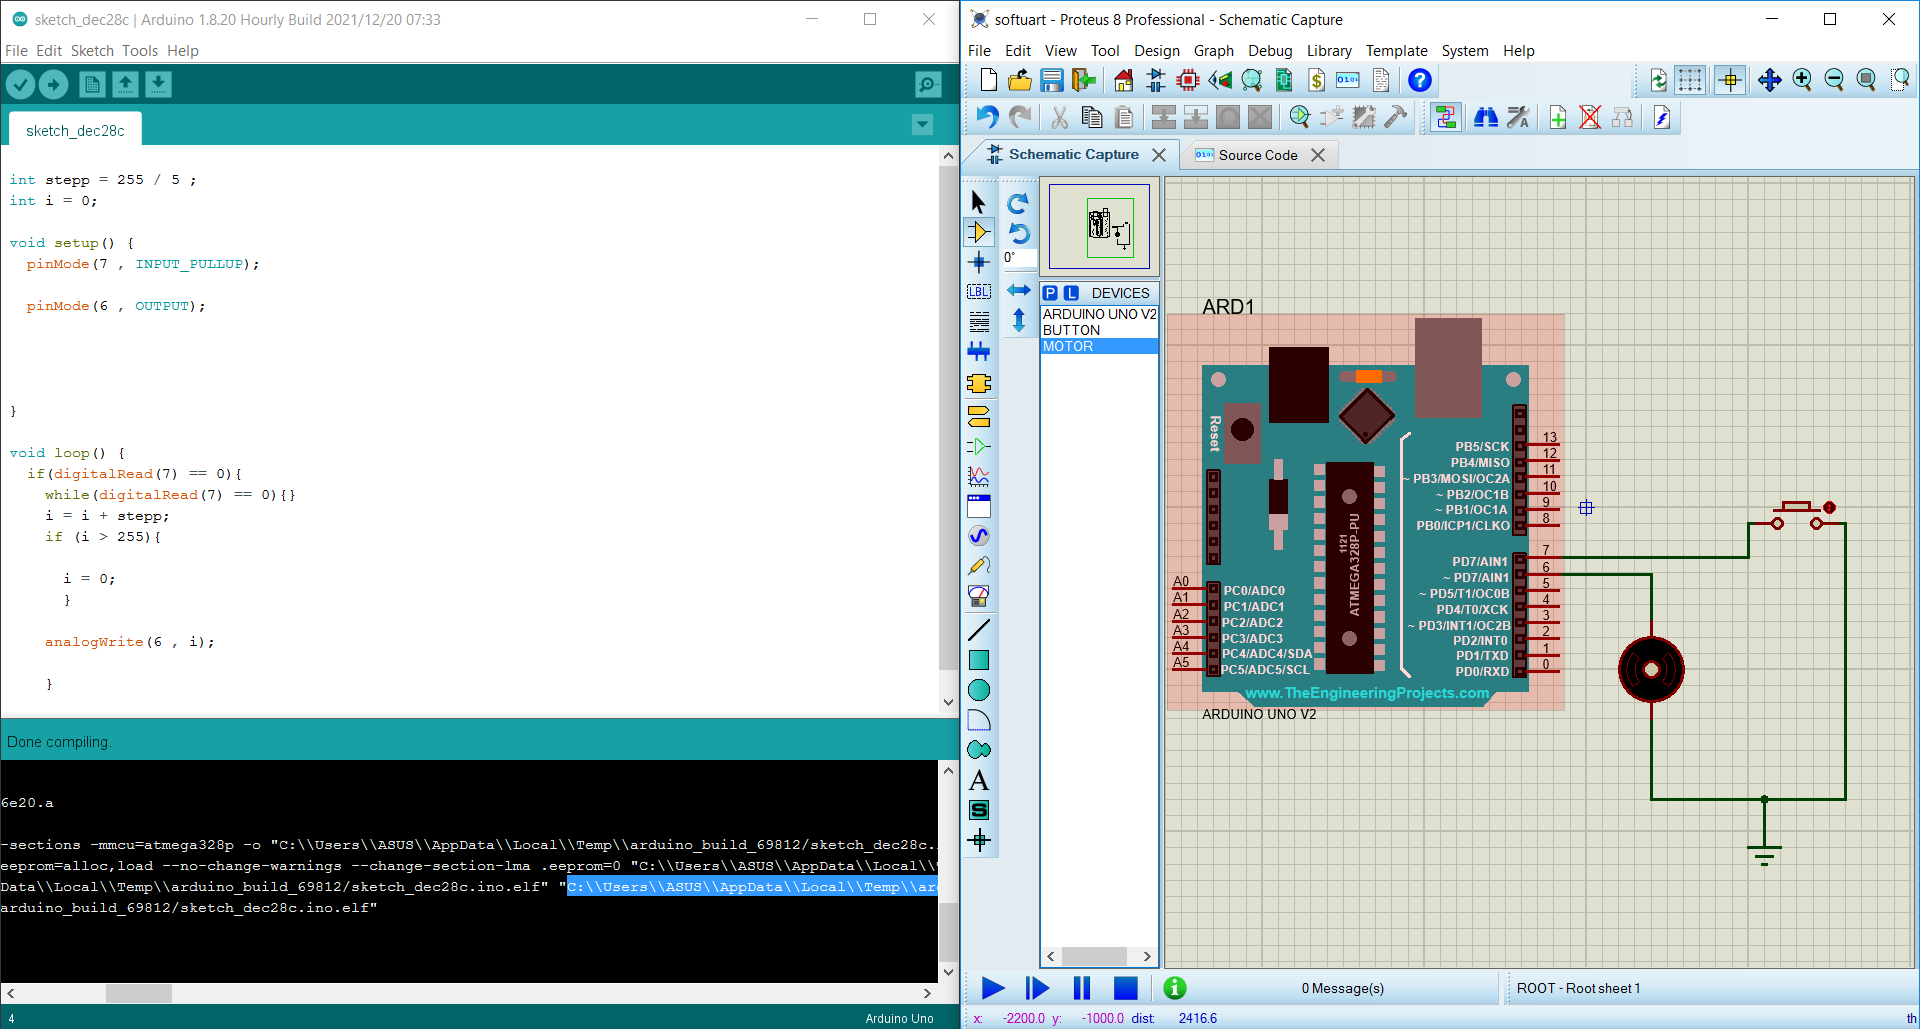 sketch_dec28c | Arduino 1.8.20 Hourly Build 2021/12/20 07:33
File Edit Sketch Tools Help
sketch_dec28c
int stepp = 255 / 5 ;
int i = 0;
void setup() {
pinMode(7 , INPUT_PULLUP);
pinMode(6 , OUTPUT);
}
void loop() {
if(digitalRead(7) == 0){
while(digitalRead(7) == 0){}
i = i + stepp;
if (i > 255){
i = 0;
}
analogWrite(6 , i);
}
Done compiling.
6e20.a
-sections -mmcu=atmega328p -o "C:\\Users\\ASUS\\AppData\\Local\\Temp\\arduino_build_69812/sketch_dec28c.
eeprom=alloc,load --no-change-warnings --change-section-lma .eeprom=0 "C:\\Users\\ASUS\\AppData\\Local\\
Data\\Local\\Temp\\arduino_build_69812/sketch_dec28c.ino.elf" "C:\\Users\\ASUS\\AppData\\Local\\Temp\\ar
arduino_build_69812/sketch_dec28c.ino.elf"
4
Arduino Uno
softuart - Proteus 8 Professional - Schematic Capture
File Edit View Tool Design Graph Debug Library Template System Help
Schematic Capture
Source Code
0°
LBL
P L DEVICES
ARDUINO UNO V2
BUTTON
MOTOR
A
S
ARD1
Reset
1121
ATMEGA328P-PU
PB5/SCK 13
PB4/MISO 12
~ PB3/MOSI/OC2A 11
~ PB2/OC1B 10
~ PB1/OC1A 9
PB0/ICP1/CLKO 8
PD7/AIN1 7
~ PD7/AIN1 6
~ PD5/T1/OC0B 5
PD4/T0/XCK 4
~ PD3/INT1/OC2B 3
PD2/INT0 2
PD1/TXD 1
PD0/RXD 0
A0 PC0/ADC0
A1 PC1/ADC1
A2 PC2/ADC2
A3 PC3/ADC3
A4 PC4/ADC4/SDA
A5 PC5/ADC5/SCL
www.TheEngineeringProjects.com
ARDUINO UNO V2
0 Message(s)
ROOT - Root sheet 1
x: -2200.0 y: -1000.0 dist: 2416.6
th